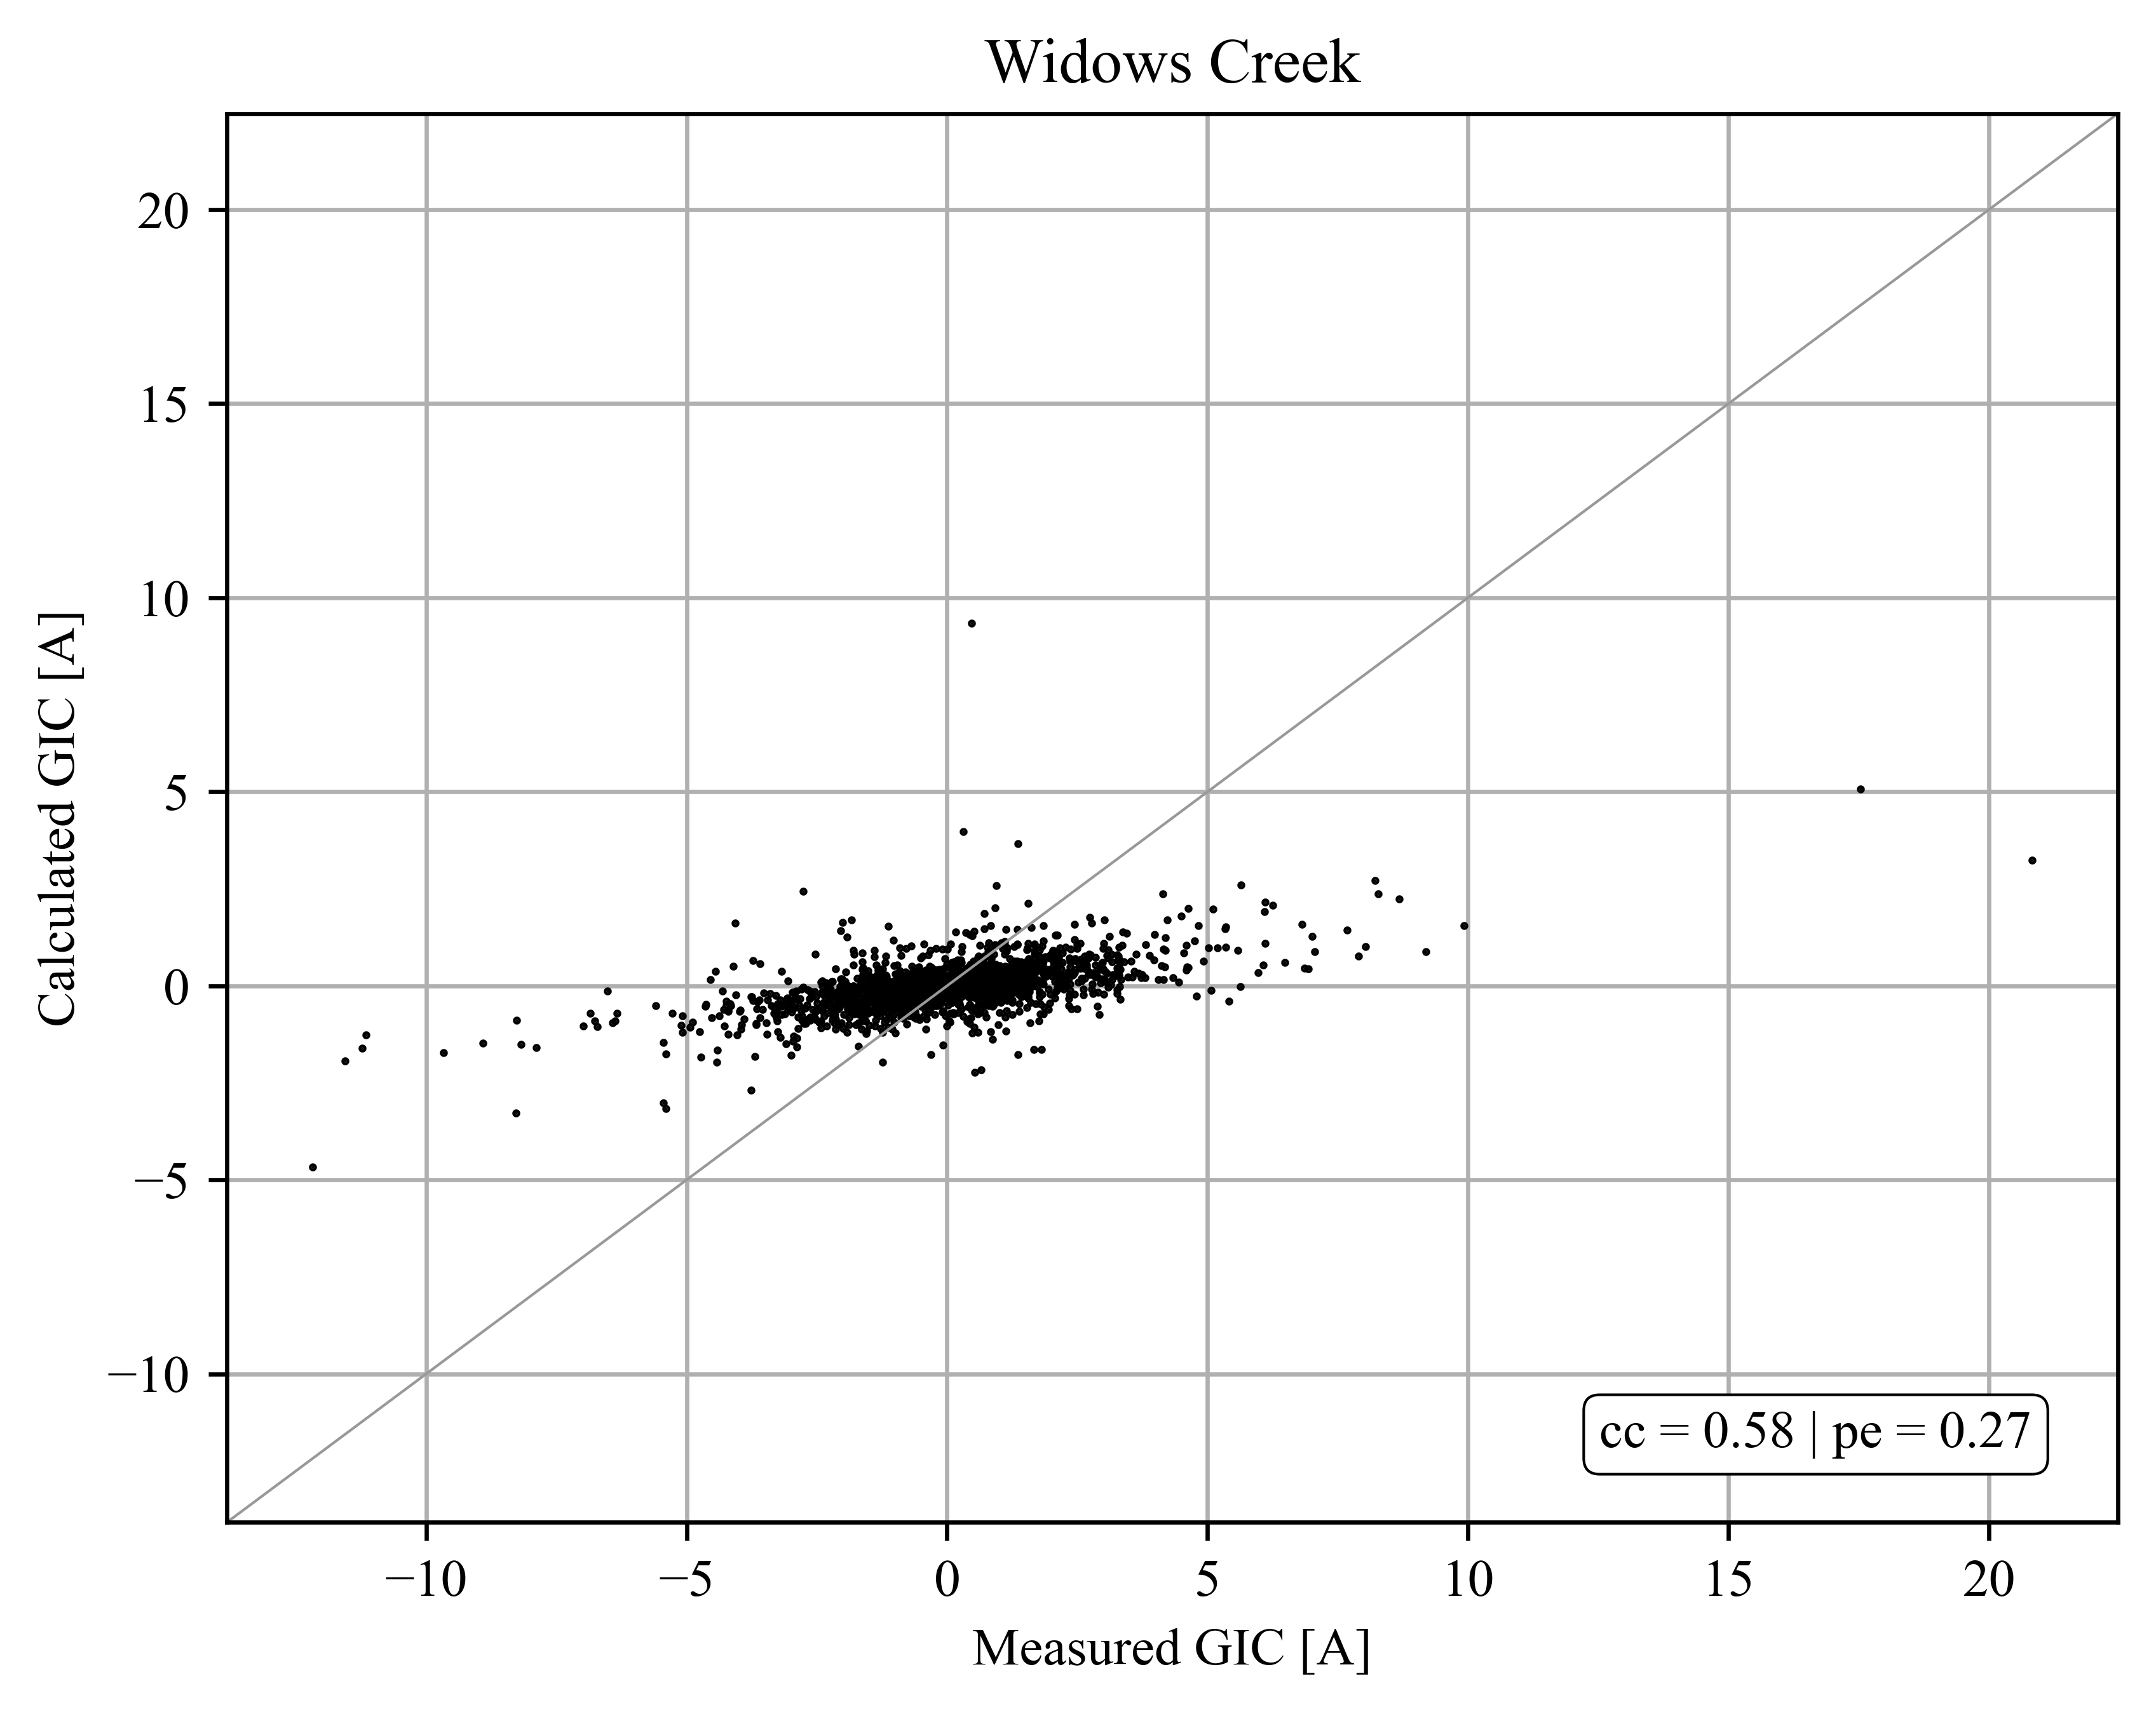 Widows Creek
20
15
10
5
0
−5
−10
Calculated GIC [A]
cc = 0.58 | pe = 0.27
−10 −5 0 5 10 15 20
Measured GIC [A]